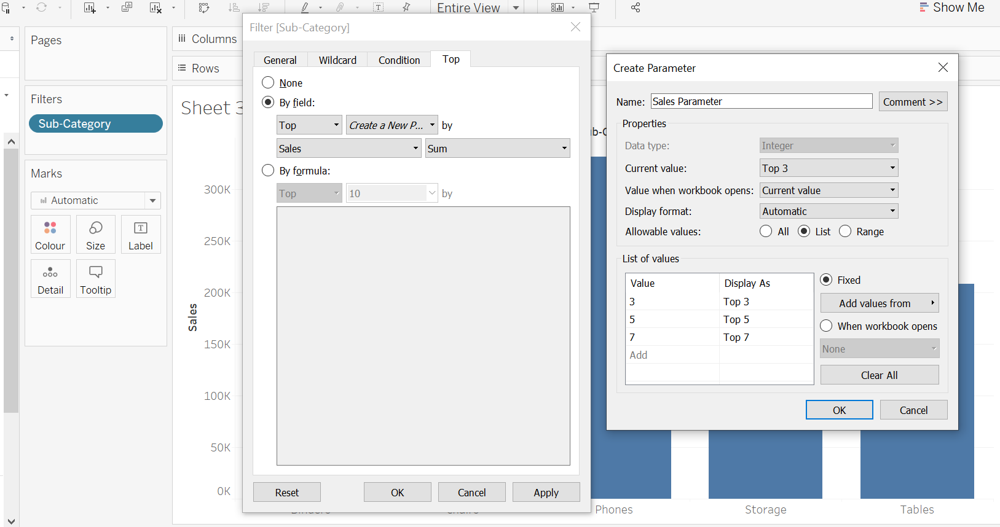 Entire View
Show Me
Pages
Columns
Rows
Filters
Sub-Category
Sheet 3
Marks
Automatic
Colour
Size
Label
Detail
Tooltip
Sales
300K
250K
200K
150K
100K
50K
0K
Phones
Storage
Tables
Filter [Sub-Category]
General
Wildcard
Condition
Top
None
By field:
Top
Create a New P...
by
Sales
Sum
By formula:
Top
10
by
Reset
OK
Cancel
Apply
Create Parameter
Name:
Sales Parameter
Comment >>
Properties
Data type:
Integer
Current value:
Top 3
Value when workbook opens:
Current value
Display format:
Automatic
Allowable values:
All
List
Range
List of values
Value
Display As
3
Top 3
5
Top 5
7
Top 7
Add
Fixed
Add values from
When workbook opens
None
Clear All
OK
Cancel